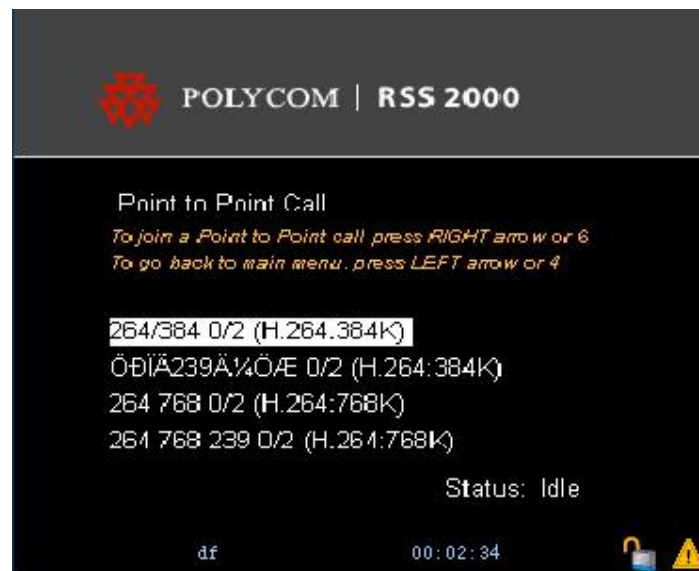 POLYCOM | RSS 2000
Point to Point Call
To join a Point to Point call press RIGHT arrow or 6
To go back to main menu, press LEFT arrow or 4
264/384 0/2 (H.264:384K)
ÖÐÏÄ239Ä¼ÖÆ 0/2 (H.264:384K)
264 768 0/2 (H.264:768K)
264 768 239 0/2 (H.264:768K)
Status: Idle
df 00:02:34